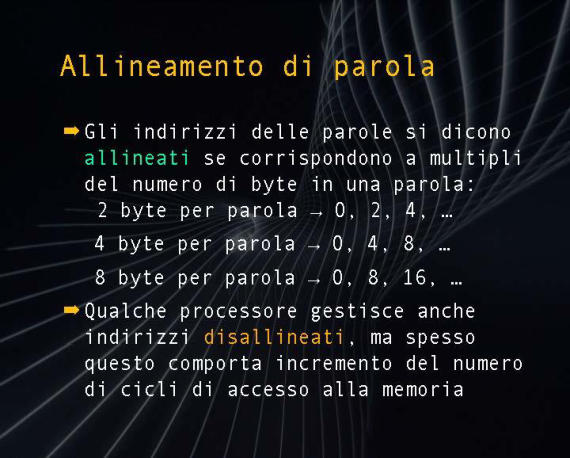 Allineamento di parola
➡Gli indirizzi delle parole si dicono
allineati se corrispondono a multipli
del numero di byte in una parola:
2 byte per parola → 0, 2, 4, …
4 byte per parola → 0, 4, 8, …
8 byte per parola → 0, 8, 16, …
➡Qualche processore gestisce anche
indirizzi disallineati, ma spesso
questo comporta incremento del numero
di cicli di accesso alla memoria